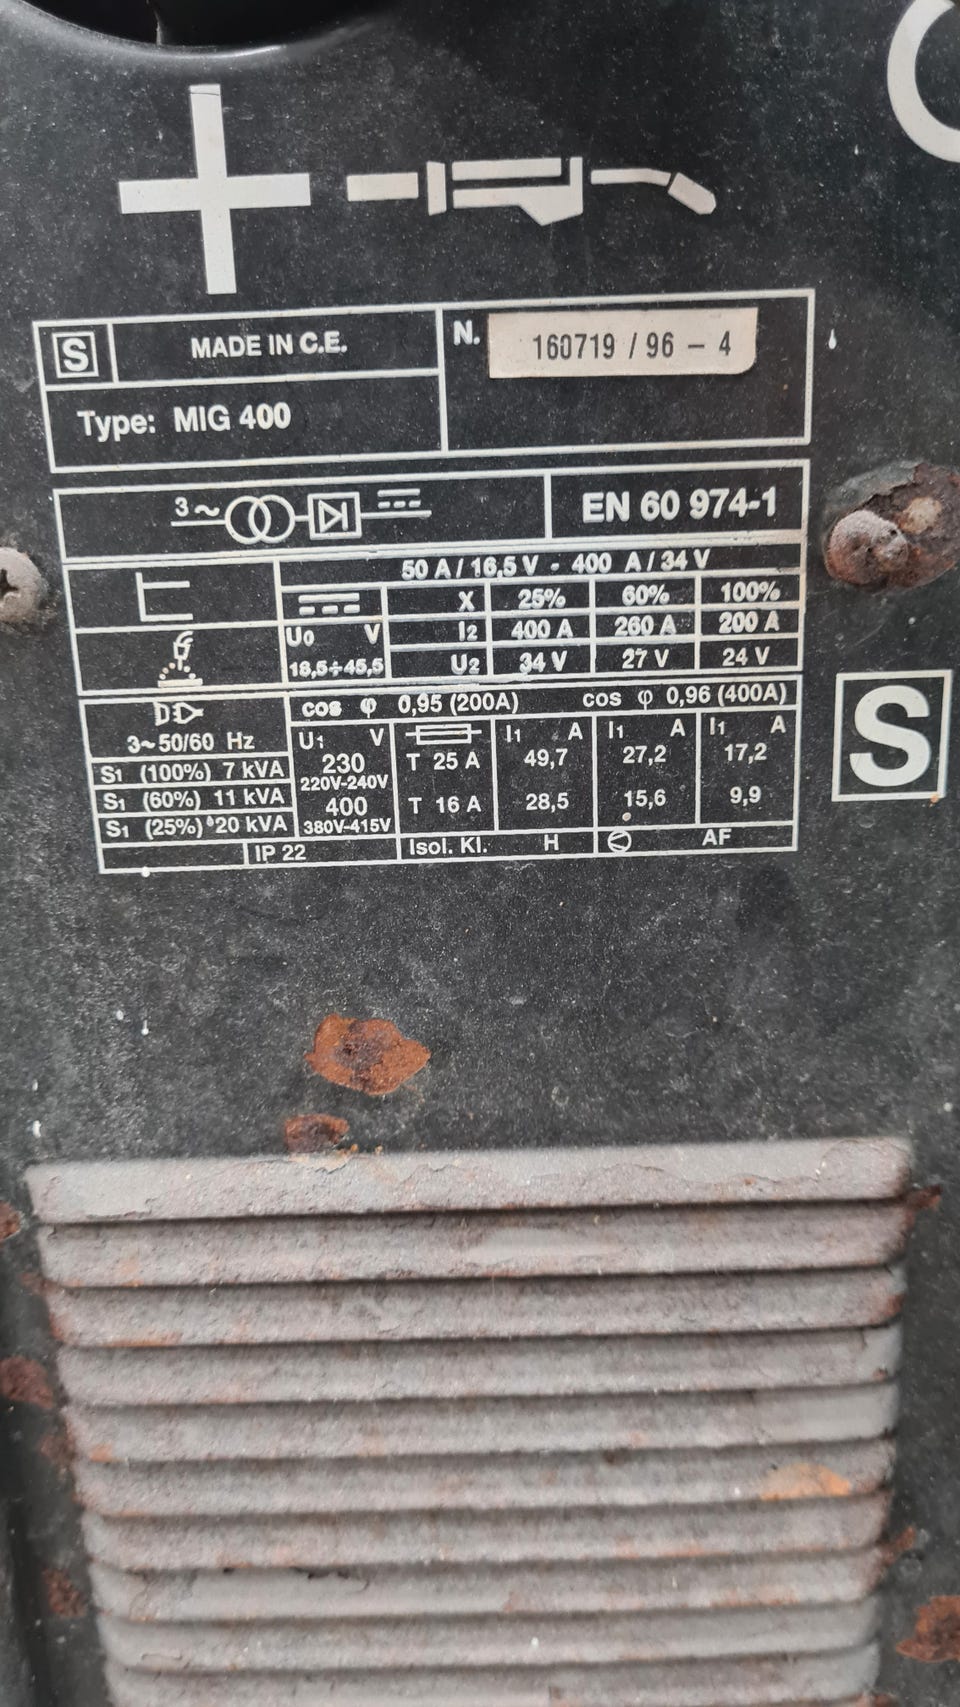 S MADE IN C.E. N. 160719 / 96 - 4
Type: MIG 400
3~ EN 60 974-1
50 A / 16,5 V - 400 A / 34 V
X 25% 60% 100%
U0 V I2 400 A 260 A 200 A
18,5÷45,5 U2 34 V 27 V 24 V
cos φ 0,95 (200A) cos φ 0,96 (400A)
3~ 50/60 Hz U1 V I1 A I1 A I1 A
S1 (100%) 7 kVA 230 T 25 A 49,7 27,2 17,2
220V-240V
S1 (60%) 11 kVA 400 T 16 A 28,5 15,6 9,9
S1 (25%) 20 kVA 380V-415V
IP 22 Isol. Kl. H AF
S